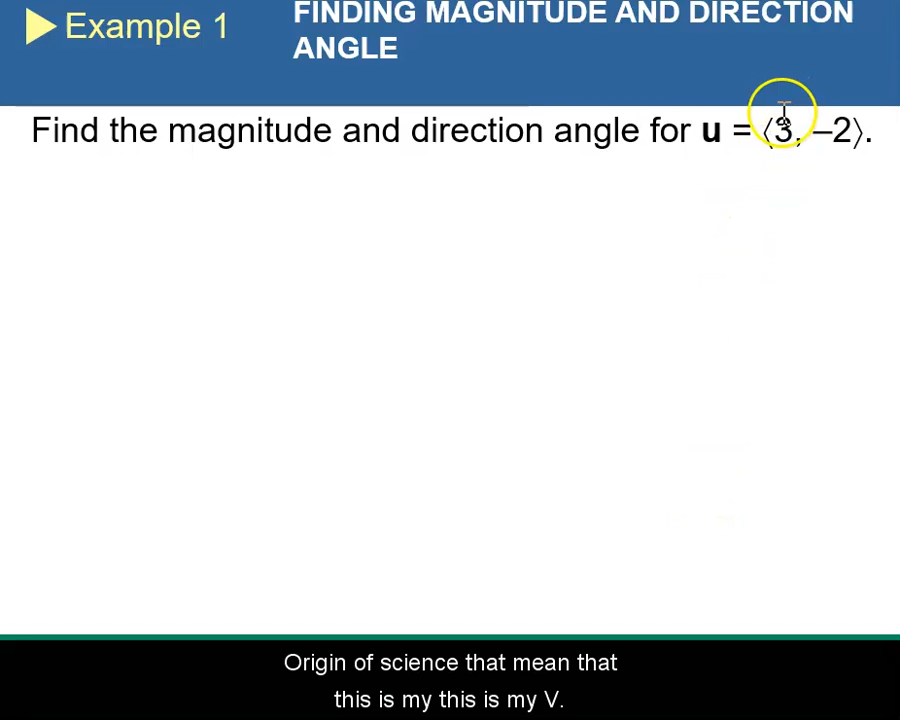 Example 1
FINDING MAGNITUDE AND DIRECTION
ANGLE
Find the magnitude and direction angle for u = ⟨3, –2⟩.
Origin of science that mean that
this is my this is my V.